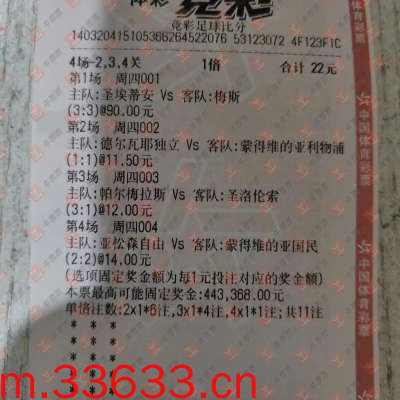 体彩 竞彩
竞彩足球比分
140320415105366264522076 53123072 4F123F1C
4场-2,3,4关 1倍 合计 22元
第1场 周四001
主队:圣埃蒂安 Vs 客队:梅斯
(3:3)@90.00元
第2场 周四002
主队:德尔瓦耶独立 Vs 客队:蒙得维的亚利物浦
(1:1)@11.50元
第3场 周四003
主队:帕尔梅拉斯 Vs 客队:圣洛伦索
(3:1)@12.00元
第4场 周四004
主队:亚松森自由 Vs 客队:蒙得维的亚国民
(2:2)@14.00元
(选项固定奖金额为每1元投注对应的奖金额)
本票最高可能固定奖金:443,368.00元
单倍注数:2x1*6注,3x1*4注,4x1*1注;共11注
* * *
* * *
* * *
* * *
m.33633.cn
体育彩票
中国体育彩票